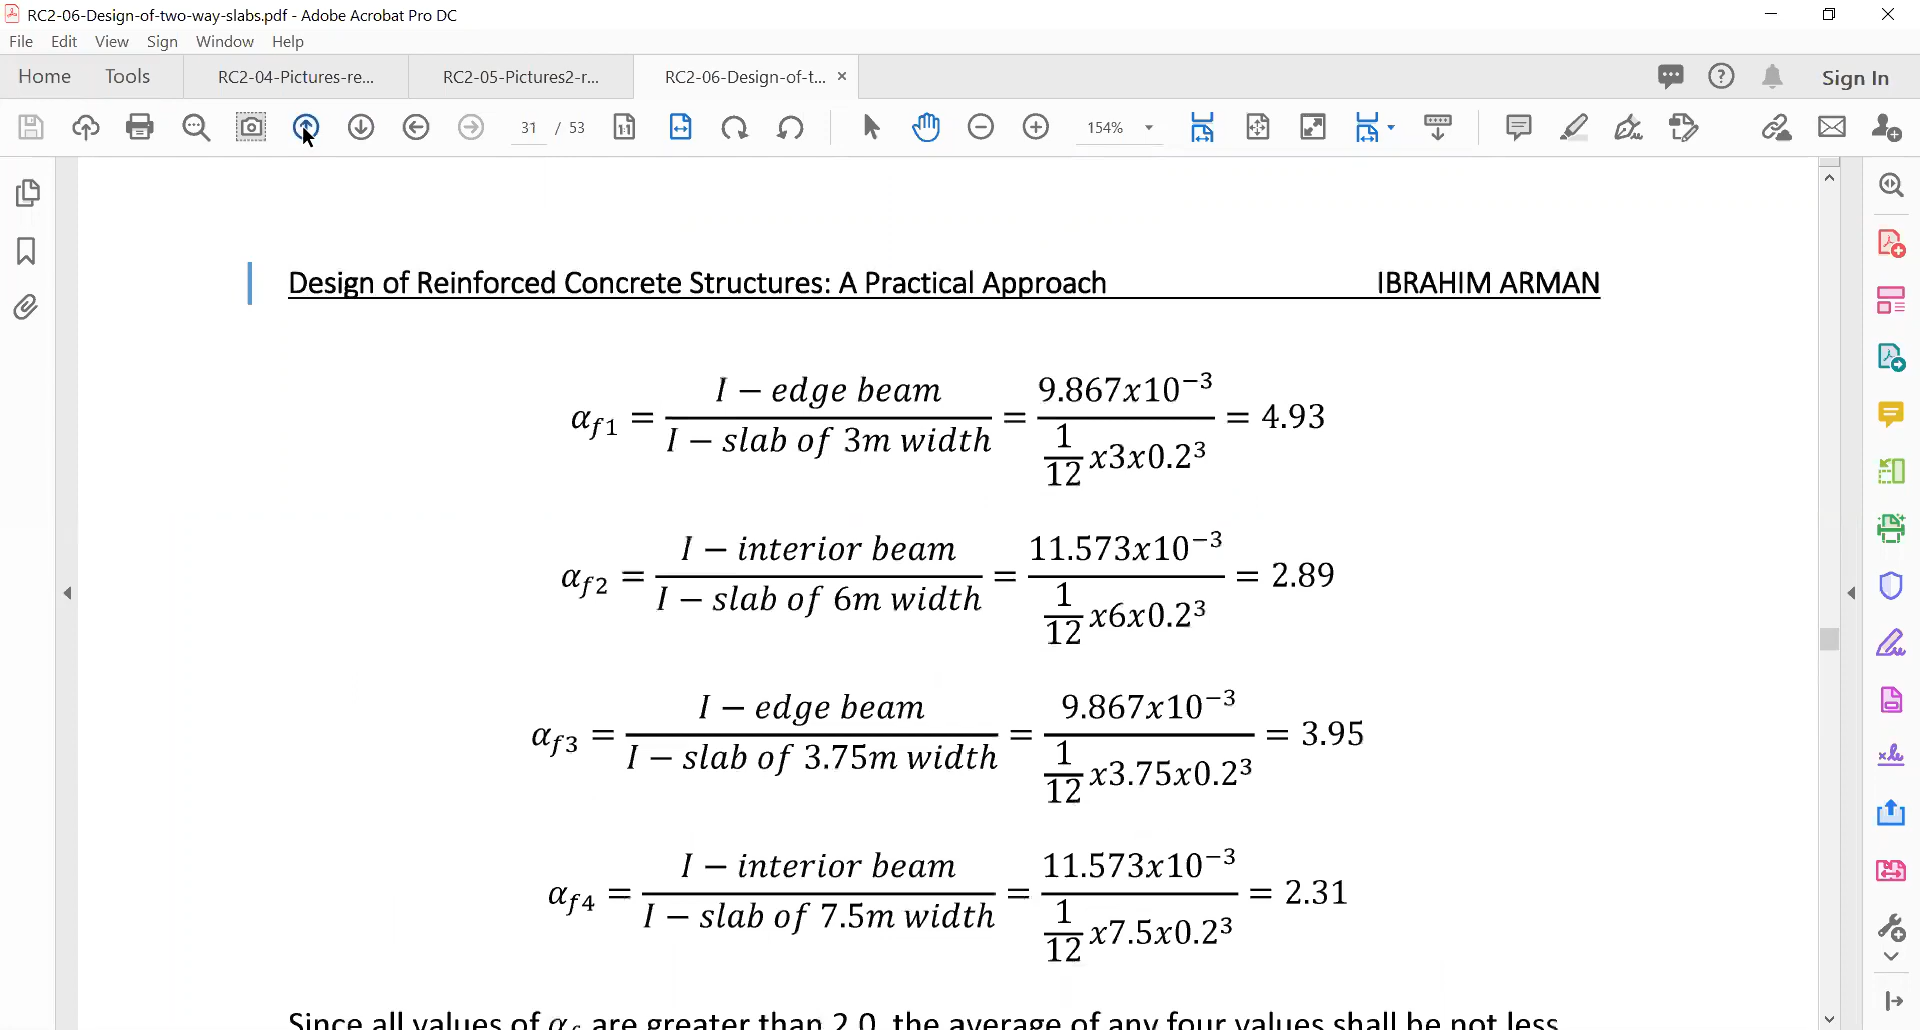 RC2-06-Design-of-two-way-slabs.pdf - Adobe Acrobat Pro DC
File Edit View Sign Window Help
Home Tools RC2-04-Pictures-re... RC2-05-Pictures2-r... RC2-06-Design-of-t... × Sign In
31 / 53 154%
Design of Reinforced Concrete Structures: A Practical Approach IBRAHIM ARMAN
α_f1 = (I − edge beam)/(I − slab of 3m width) = (9.867x10⁻³)/((1/12)x3x0.2³) = 4.93
α_f2 = (I − interior beam)/(I − slab of 6m width) = (11.573x10⁻³)/((1/12)x6x0.2³) = 2.89
α_f3 = (I − edge beam)/(I − slab of 3.75m width) = (9.867x10⁻³)/((1/12)x3.75x0.2³) = 3.95
α_f4 = (I − interior beam)/(I − slab of 7.5m width) = (11.573x10⁻³)/((1/12)x7.5x0.2³) = 2.31
Since all values of α_f are greater than 2.0, the average of any four values shall be not less